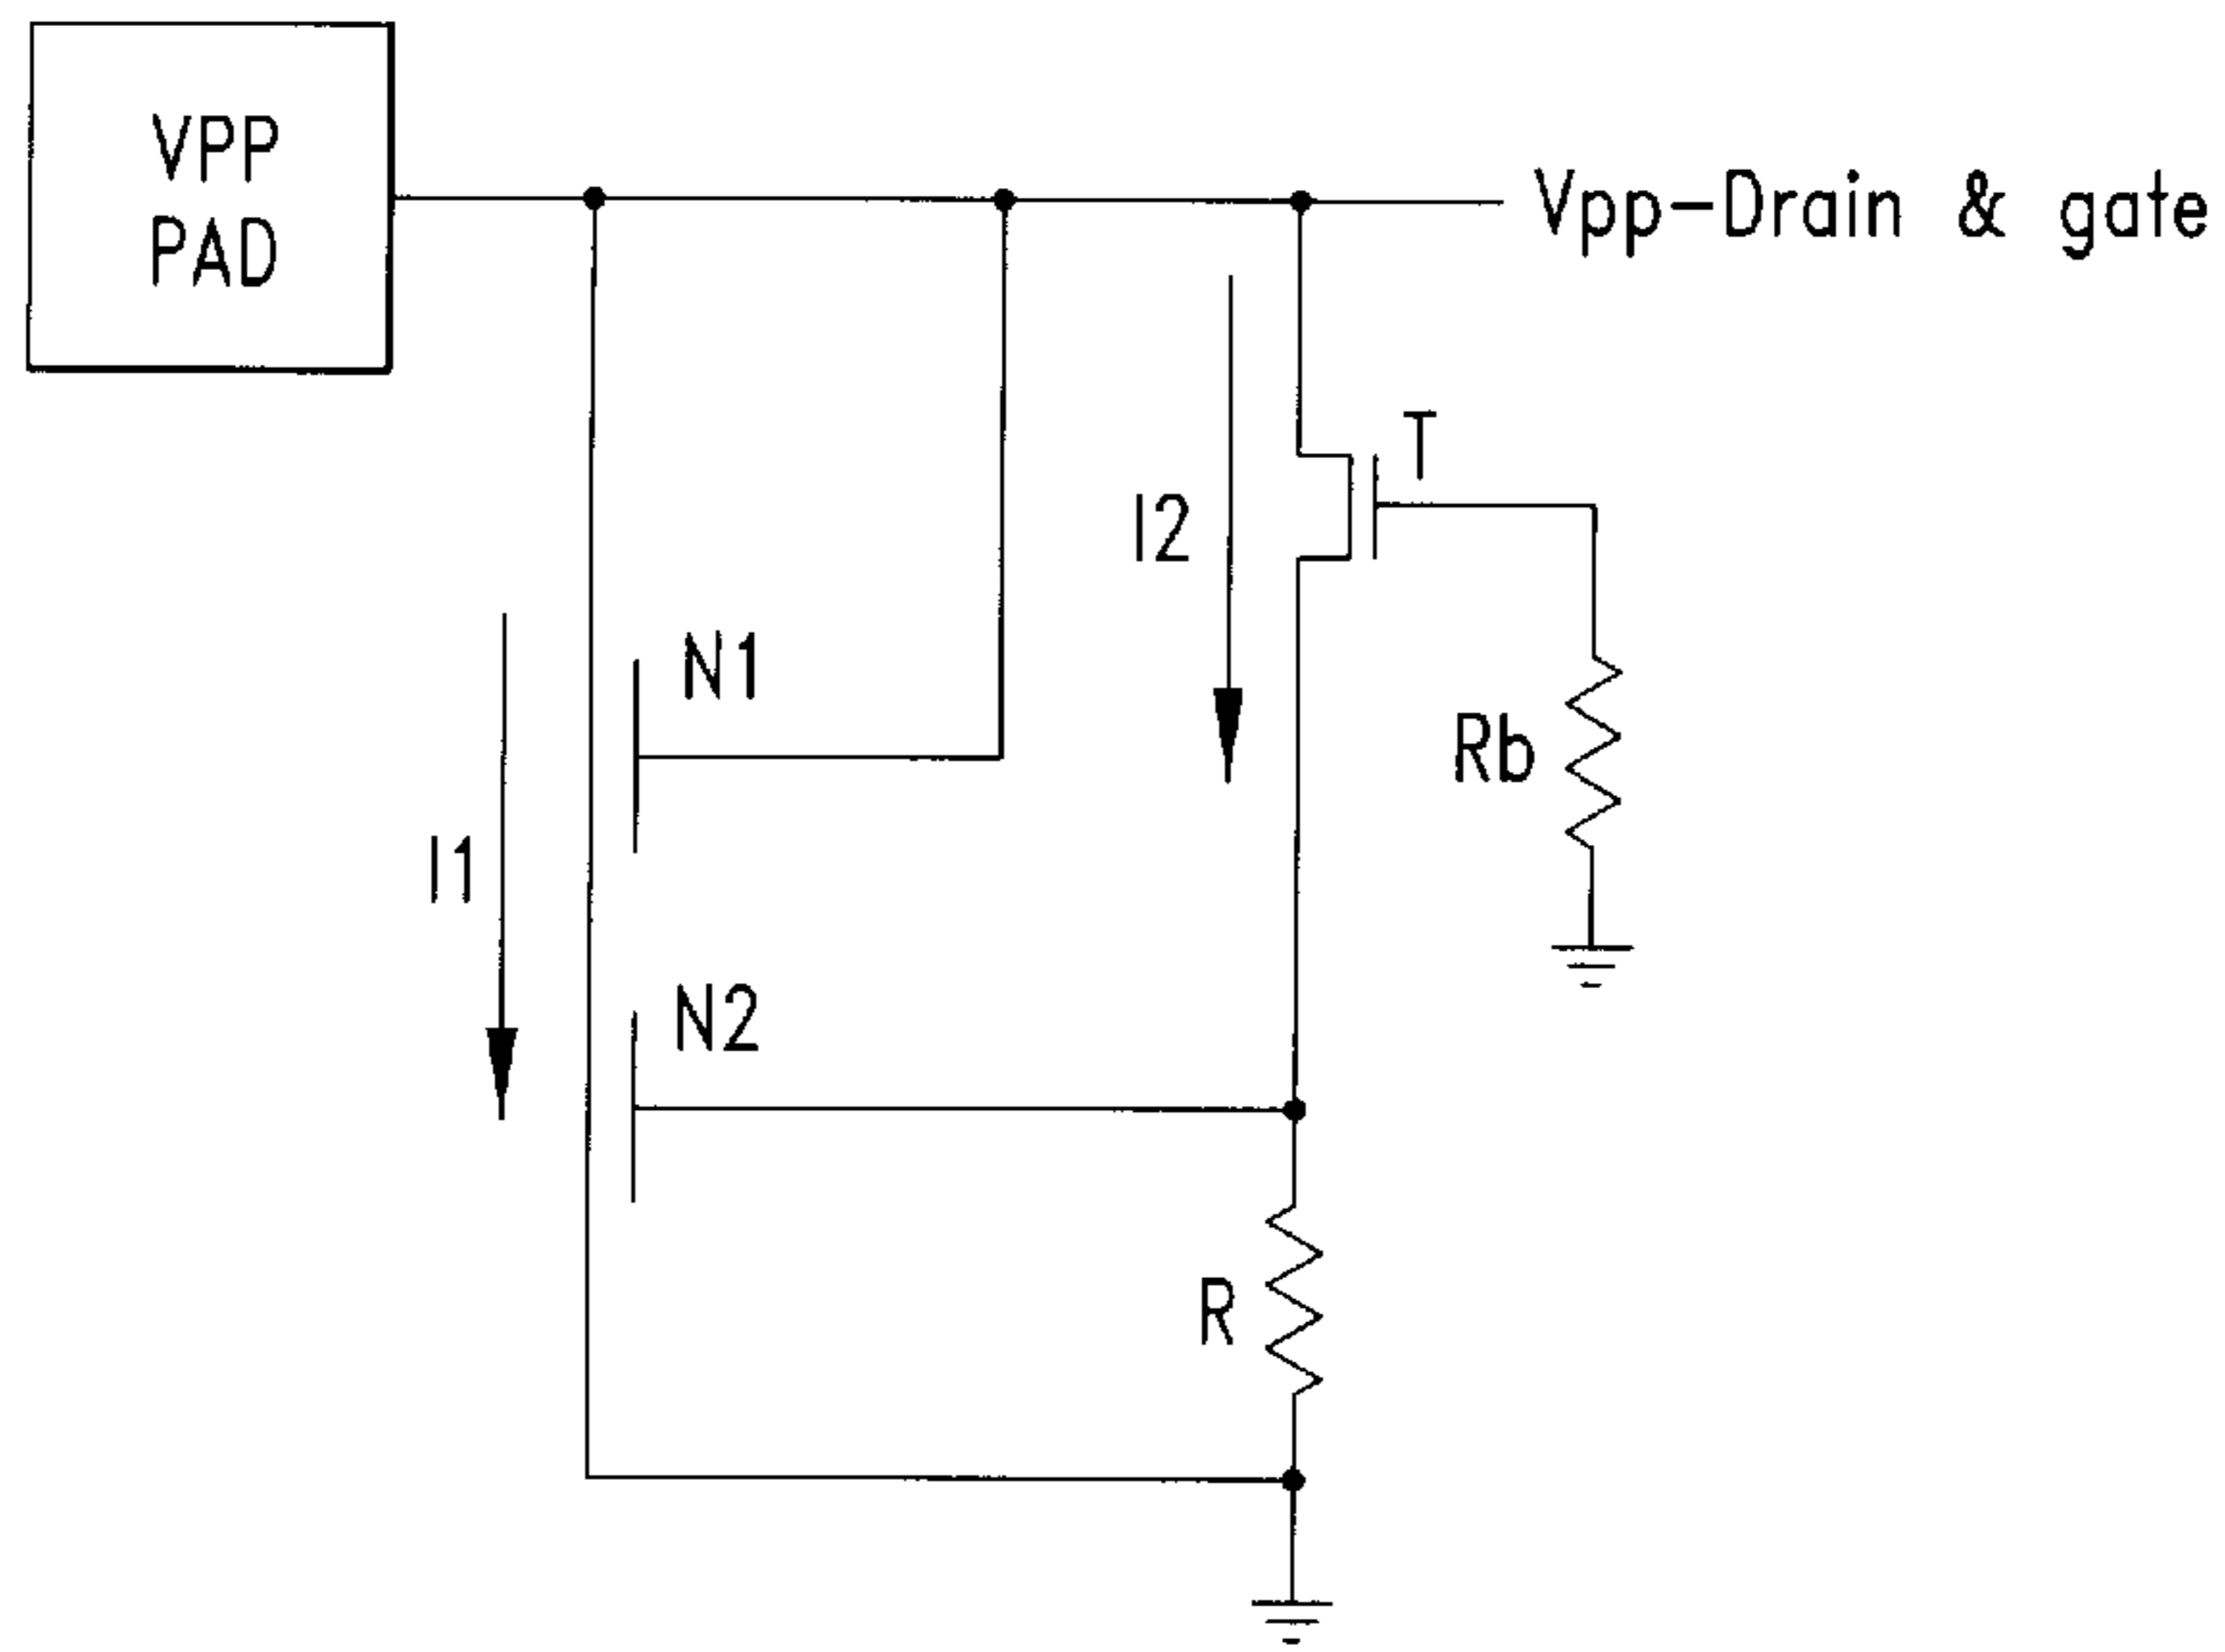 VPP
PAD
Vpp-Drain & gate
T
I2
N1
Rb
I1
N2
R